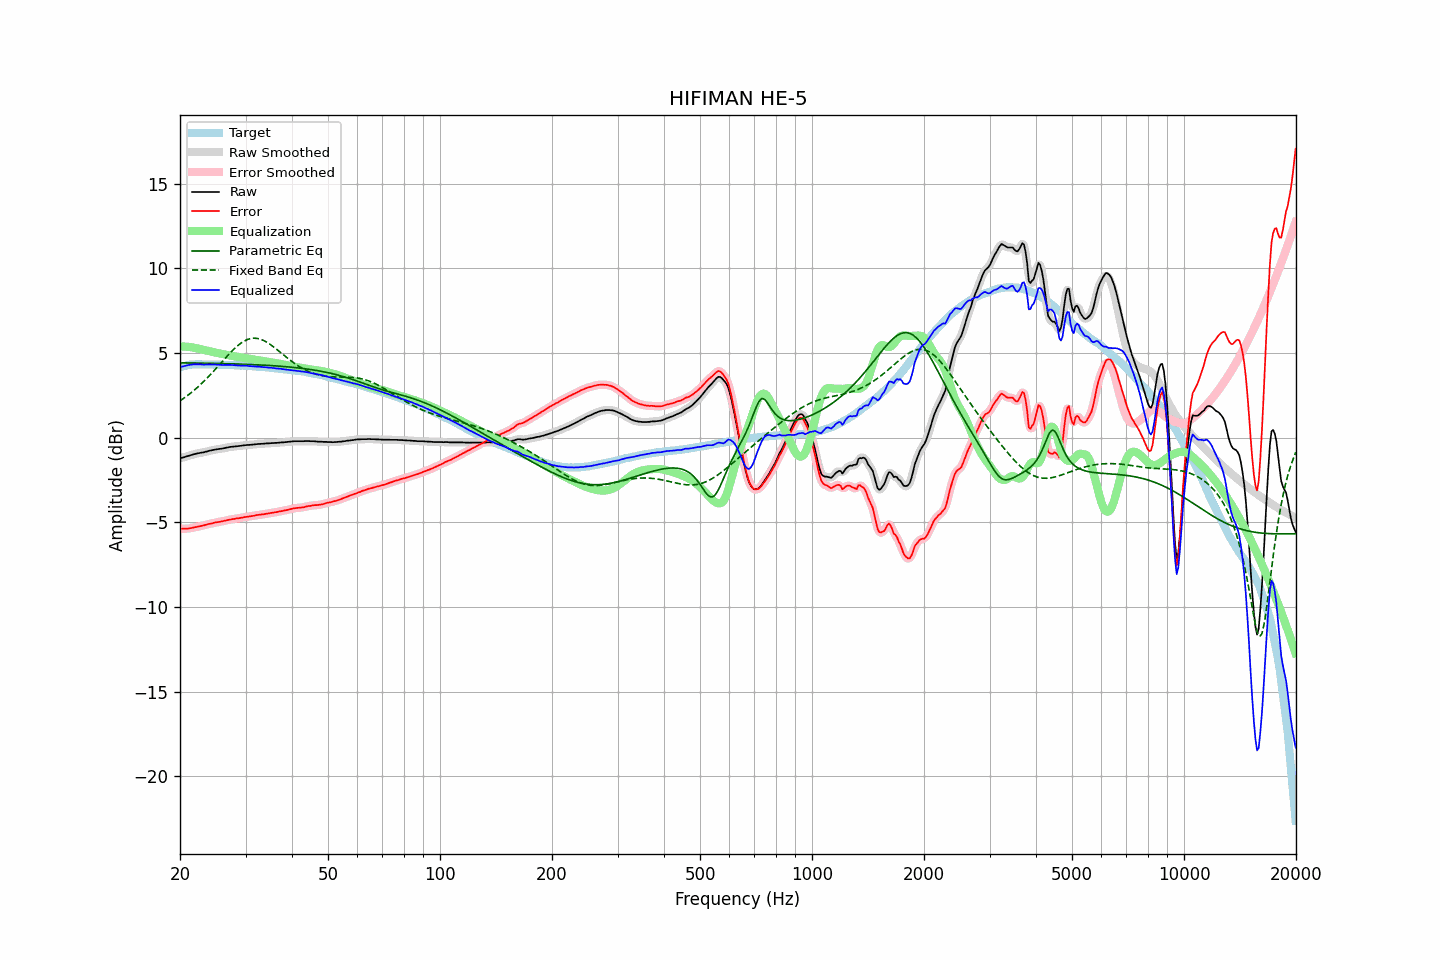 HIFIMAN HE-5
Target
Raw Smoothed
Error Smoothed
Raw
Error
Equalization
Parametric Eq
Fixed Band Eq
Equalized
Amplitude (dBr)
15
10
5
0
−5
−10
−15
−20
20
50
100
200
500
1000
2000
5000
10000
20000
Frequency (Hz)